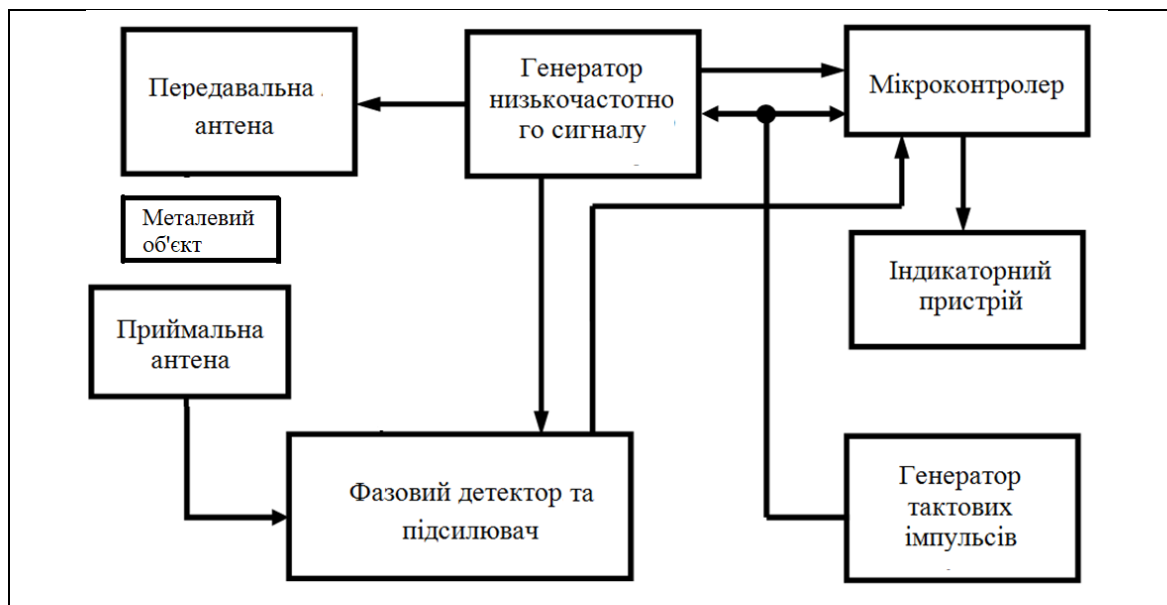 Передавальна
антена
Генератор
низькочастотно
го сигналу
Мікроконтролер
Металевий
об'єкт
Індикаторний
пристрій
Приймальна
антена
Фазовий детектор та
підсилювач
Генератор
тактових
імпульсів